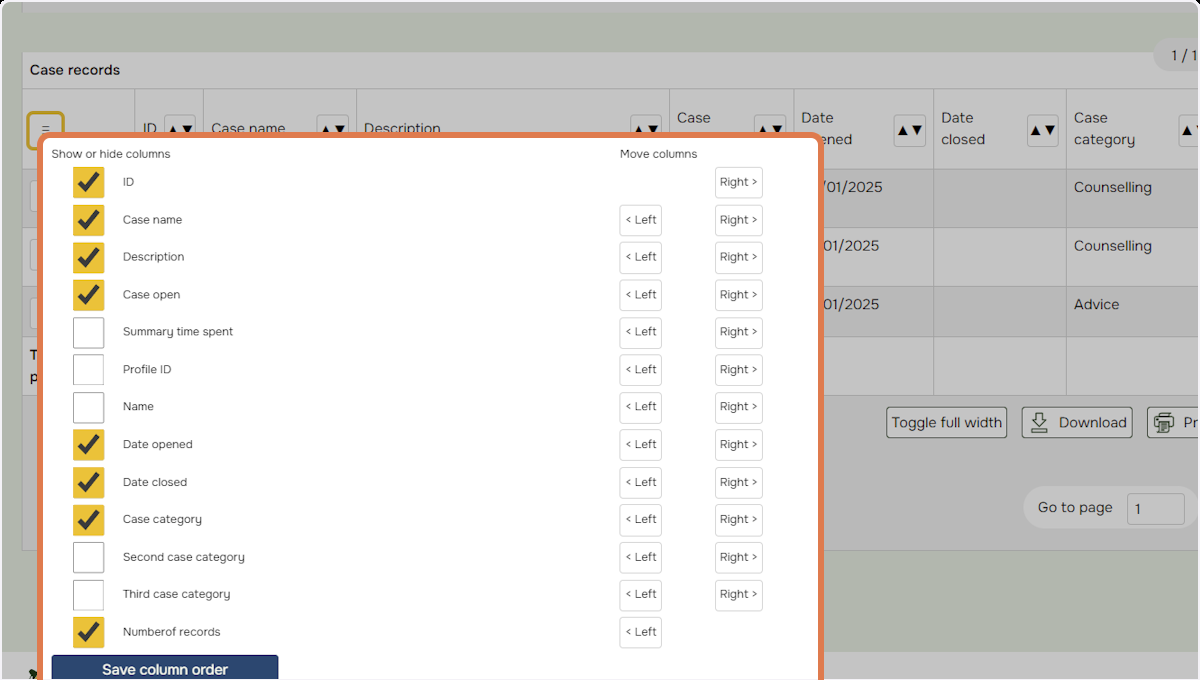 1 / 1
Case records
= ID ▲▼ Case name ▲▼ Description ▲▼ Case ▲▼ Date ▲▼ Date closed ▲▼ Case category ▲
ened
Show or hide columns Move columns
ID Right >
Case name < Left Right >
Description < Left Right >
Case open < Left Right >
Summary time spent < Left Right >
Profile ID < Left Right >
Name < Left Right >
Date opened < Left Right >
Date closed < Left Right >
Case category < Left Right >
Second case category < Left Right >
Third case category < Left Right >
Numberof records < Left
Save column order
/01/2025 Counselling
01/2025 Counselling
01/2025 Advice
T
p
Toggle full width Download Pr
Go to page 1